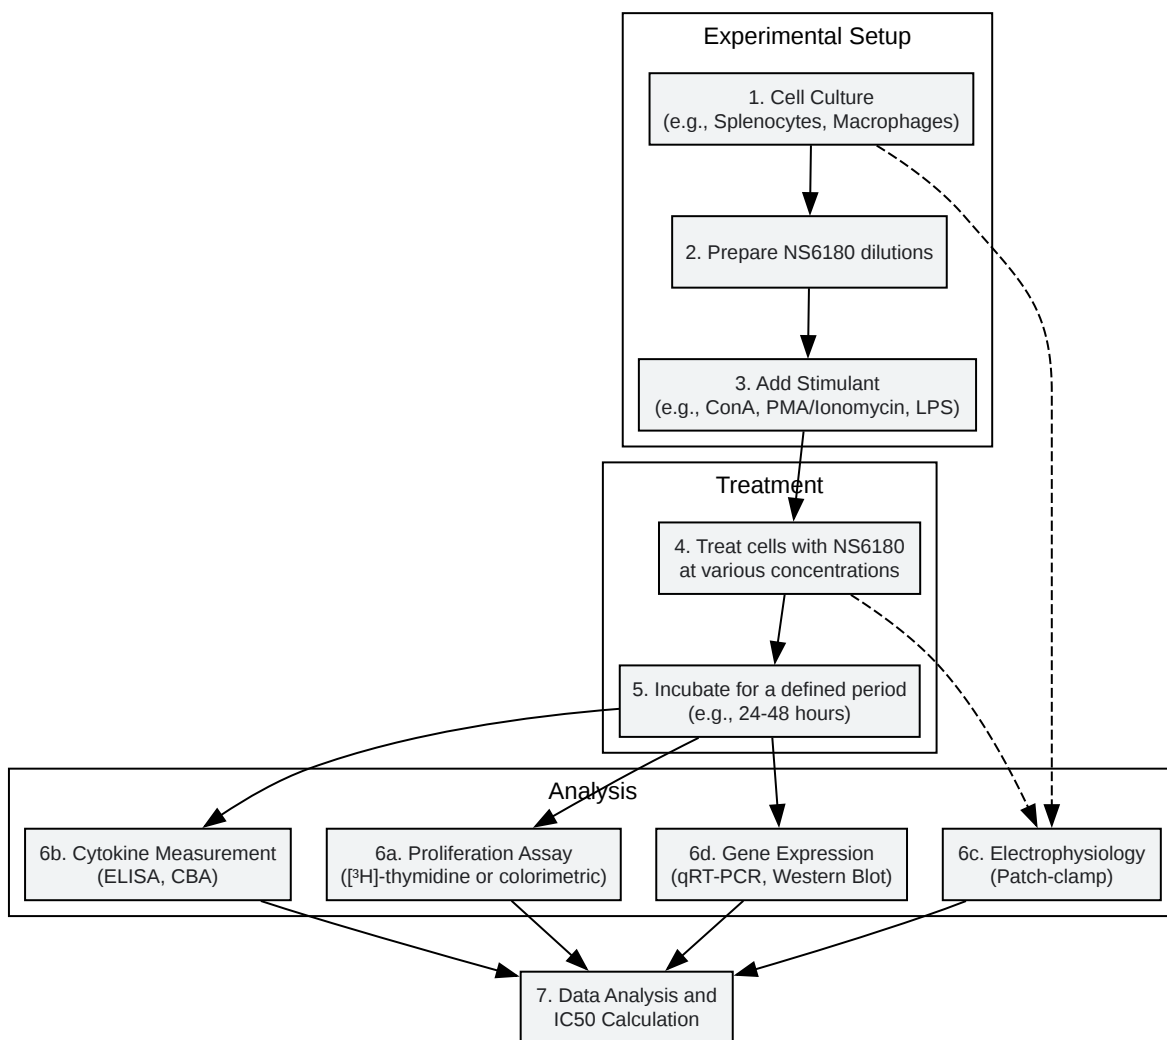 Experimental Setup
1. Cell Culture
(e.g., Splenocytes, Macrophages)
2. Prepare NS6180 dilutions
3. Add Stimulant
(e.g., ConA, PMA/Ionomycin, LPS)
Treatment
4. Treat cells with NS6180
at various concentrations
5. Incubate for a defined period
(e.g., 24-48 hours)
Analysis
6b. Cytokine Measurement
(ELISA, CBA)
6a. Proliferation Assay
([³H]-thymidine or colorimetric)
6d. Gene Expression
(qRT-PCR, Western Blot)
6c. Electrophysiology
(Patch-clamp)
7. Data Analysis and
IC50 Calculation